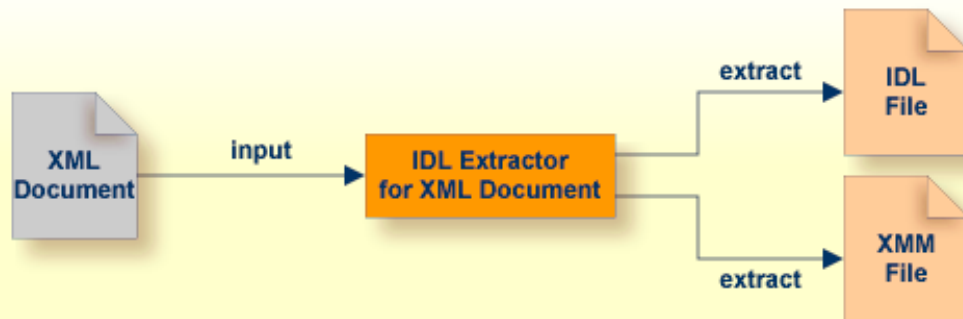 XML
Document
input
IDL Extractor
for XML Document
extract
IDL
File
extract
XMM
File